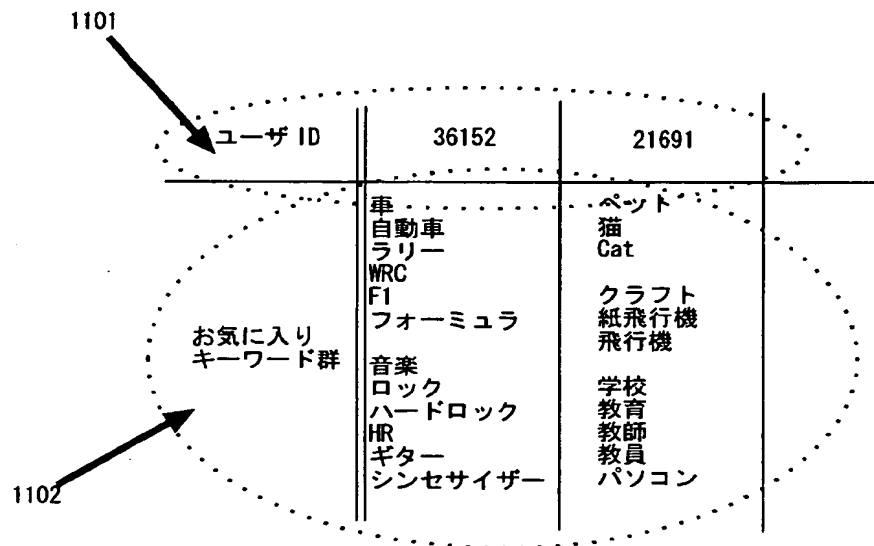 1101
ユーザ ID
36152
21691
車
自動車
ラリー
WRC
F1
フォーミュラ
音楽
ロック
ハードロック
HR
ギター
シンセサイザー
ペット
猫
Cat
クラフト
紙飛行機
飛行機
学校
教育
教師
教員
パソコン
お気に入り
キーワード群
1102